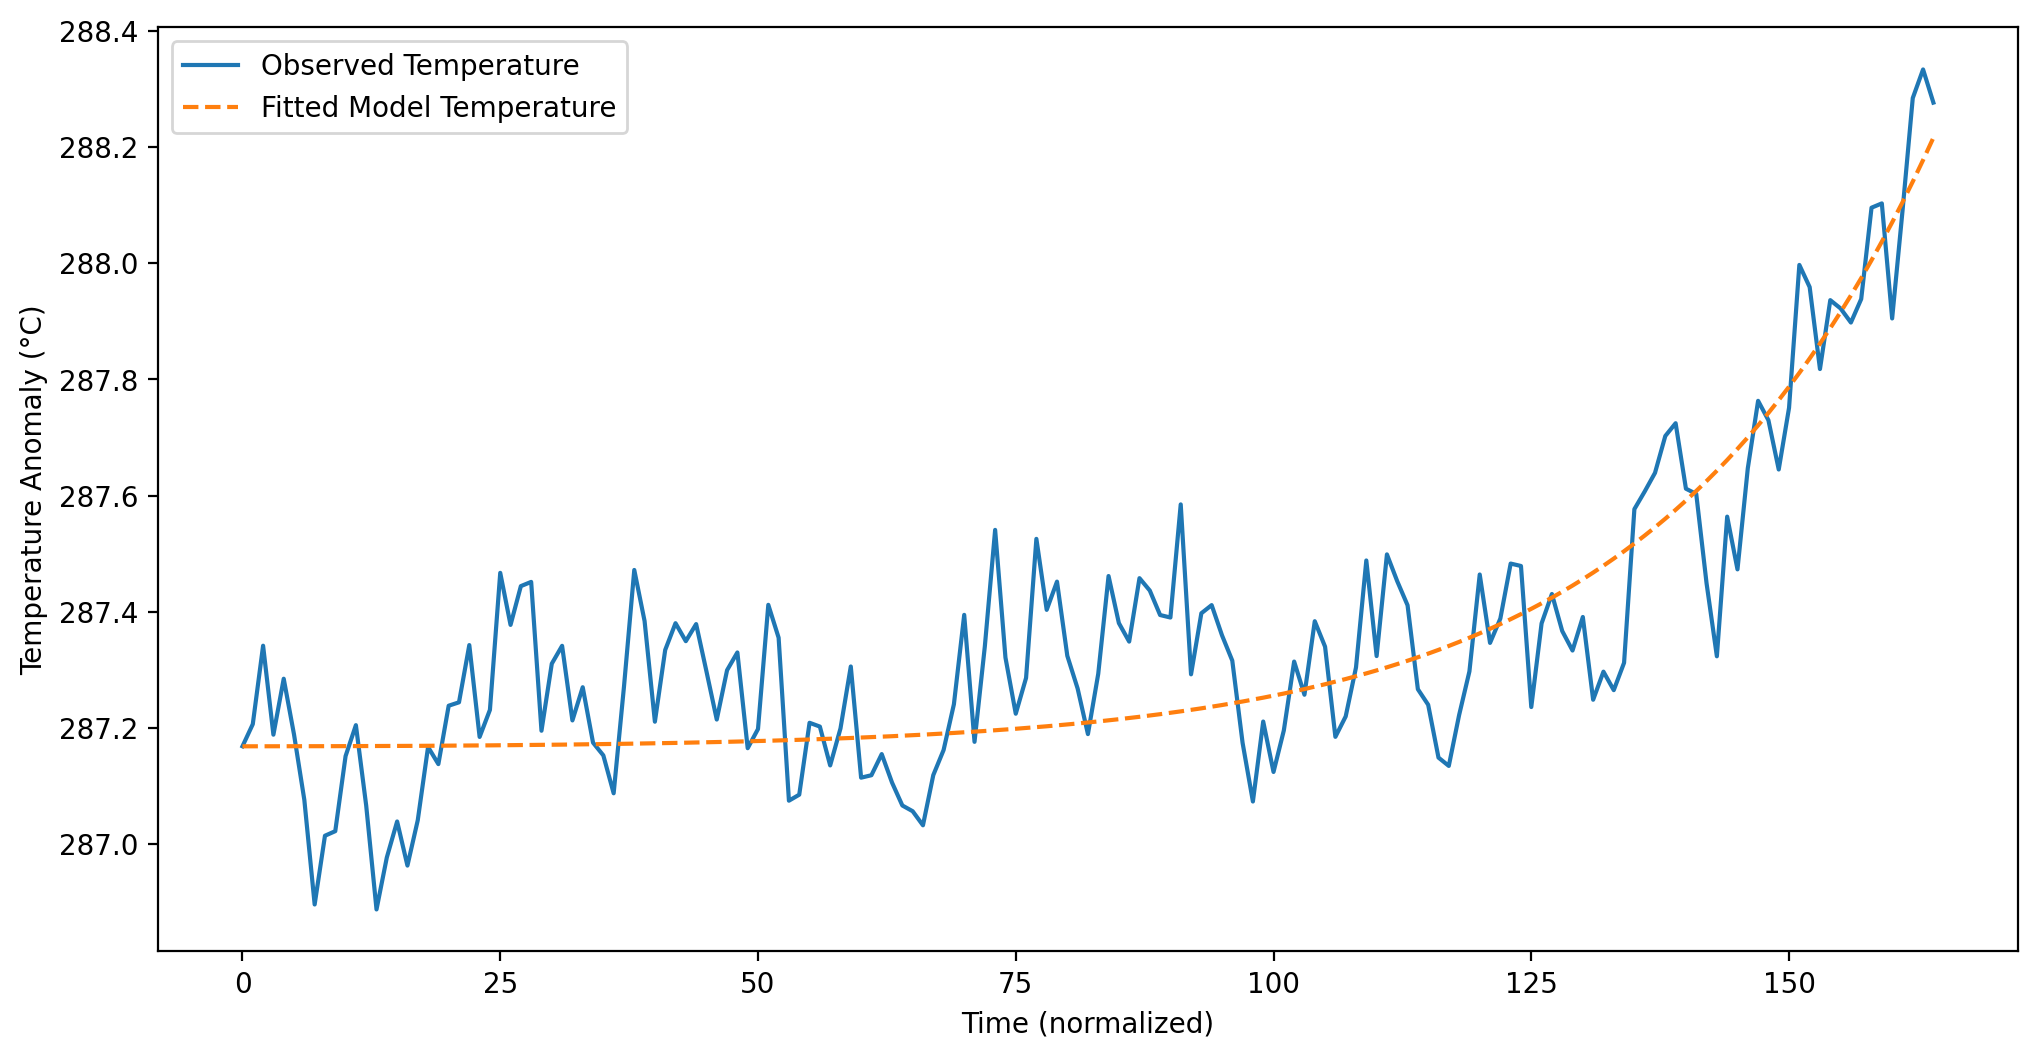 Observed Temperature
Fitted Model Temperature
288.4
288.2
288.0
287.8
287.6
287.4
287.2
287.0
Temperature Anomaly (°C)
0 25 50 75 100 125 150
Time (normalized)